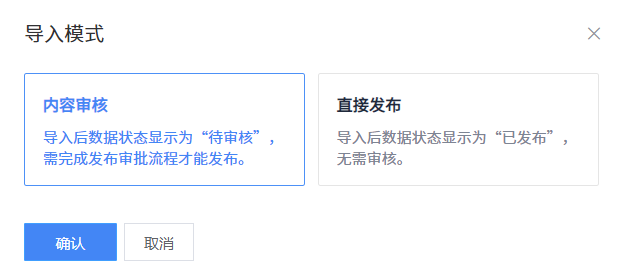 导入模式
内容审核
导入后数据状态显示为“待审核”，
需完成发布审批流程才能发布。
直接发布
导入后数据状态显示为“已发布”，
无需审核。
确认
取消